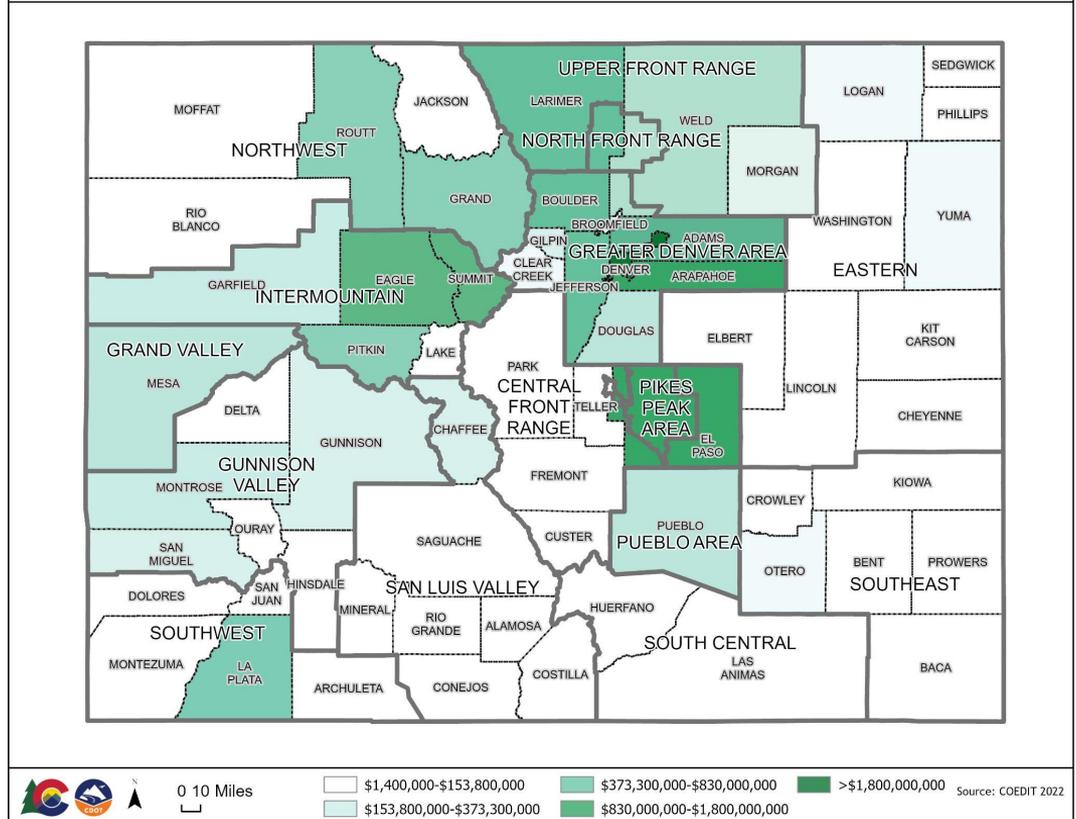 SEDGWICK
LOGAN
PHILLIPS
MOFFAT
JACKSON
UPPER FRONT RANGE
LARIMER
ROUTT
WELD
NORTHWEST
NORTH FRONT RANGE
MORGAN
GRAND
BOULDER
RIO
BLANCO
WASHINGTON
YUMA
BROOMFIELD
GILPIN
ADAMS
GREATER DENVER AREA
CLEAR
CREEK
DENVER
ARAPAHOE
EASTERN
EAGLE
SUMMIT
GARFIELD
INTERMOUNTAIN
JEFFERSON
DOUGLAS
ELBERT
KIT
CARSON
GRAND VALLEY
PITKIN
LAKE
PARK
MESA
CENTRAL
FRONT
RANGE
TELLER
PIKES
PEAK
AREA
LINCOLN
CHEYENNE
DELTA
CHAFFEE
EL
PASO
GUNNISON
GUNNISON
VALLEY
MONTROSE
FREMONT
CROWLEY
KIOWA
OURAY
SAGUACHE
CUSTER
PUEBLO
PUEBLO AREA
SAN
MIGUEL
OTERO
BENT
PROWERS
SOUTHEAST
DOLORES
SAN
JUAN
HINSDALE
SAN LUIS VALLEY
MINERAL
RIO
GRANDE
ALAMOSA
HUERFANO
SOUTHWEST
SOUTH CENTRAL
MONTEZUMA
LA
PLATA
LAS
ANIMAS
BACA
ARCHULETA
CONEJOS
COSTILLA
C
CDOT
N
0 10 Miles
$1,400,000-$153,800,000
$153,800,000-$373,300,000
$373,300,000-$830,000,000
$830,000,000-$1,800,000,000
>$1,800,000,000
Source: COEDIT 2022